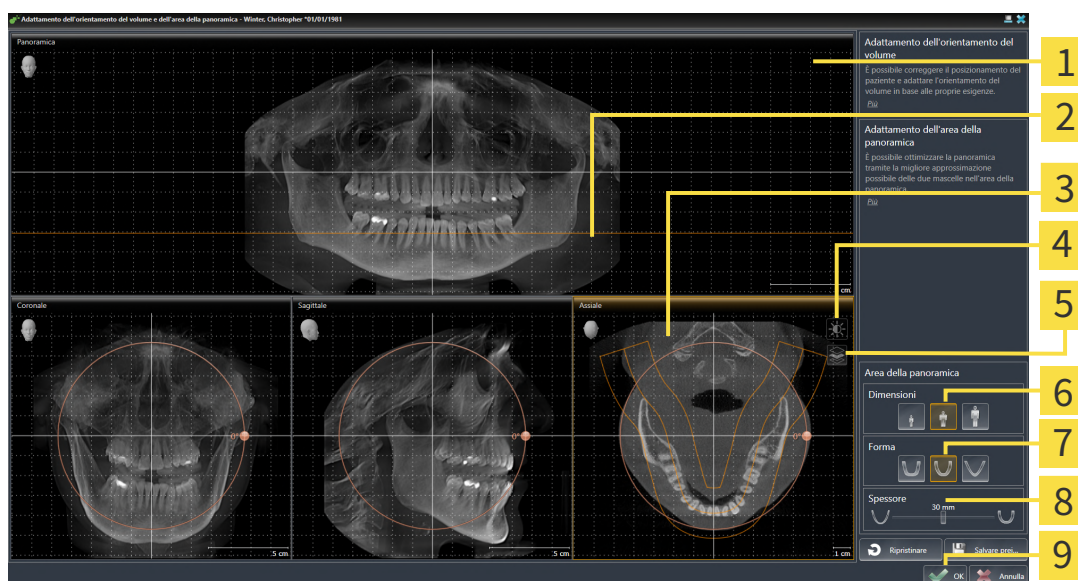 Adattamento dell'orientamento del volume e dell'area della panoramica - Winter, Christopher *01/01/1981
Panoramica
cm
Coronale
0°
.5 cm
Sagittale
0°
.5 cm
Assiale
0°
.1 cm
Adattamento dell'orientamento del
volume
È possibile correggere il posizionamento del
paziente e adattare l'orientamento del
volume in base alle proprie esigenze.
Più
Adattamento dell'area della
panoramica
È possibile ottimizzare la panoramica
tramite la migliore approssimazione
possibile delle due mascelle nell'area della
panoramica
Più
Area della panoramica
Dimensioni
Forma
Spessore
30 mm
Ripristinare
Salvare prei...
OK
Annulla
1
2
3
4
5
6
7
8
9